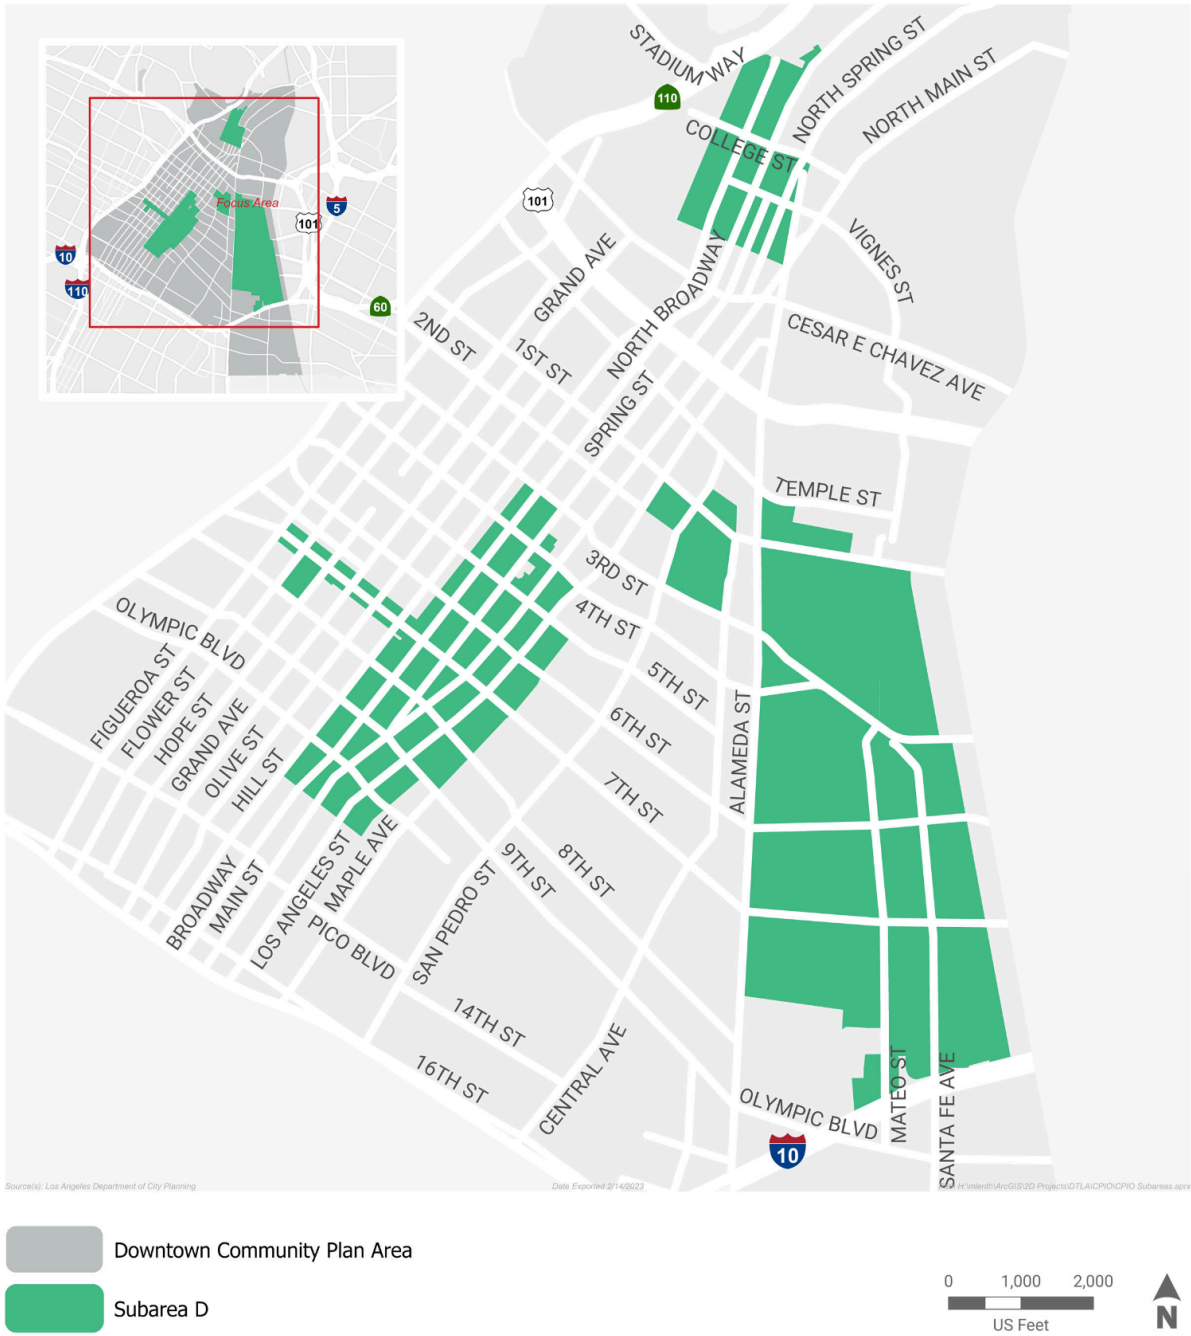 STADIUM WAY
NORTH SPRING ST
NORTH MAIN ST
110
COLLEGE ST
101
VIGNES ST
GRAND AVE
NORTH BROADWAY
CESAR E CHAVEZ AVE
2ND ST
1ST ST
SPRING ST
TEMPLE ST
Focus Area
5
101
10
110
60
3RD ST
4TH ST
5TH ST
6TH ST
7TH ST
ALAMEDA ST
OLYMPIC BLVD
FIGUEROA ST
FLOWER ST
HOPE ST
GRAND AVE
OLIVE ST
HILL ST
BROADWAY
MAIN ST
LOS ANGELES ST
MAPLE AVE
PICO BLVD
SAN PEDRO ST
9TH ST
8TH ST
14TH ST
16TH ST
CENTRAL AVE
OLYMPIC BLVD
MATEO ST
SANTA FE AVE
10
Source(s): Los Angeles Department of City Planning
Date Exported 2/14/2023
Downtown Community Plan Area
Subarea D
0 1,000 2,000
US Feet
N